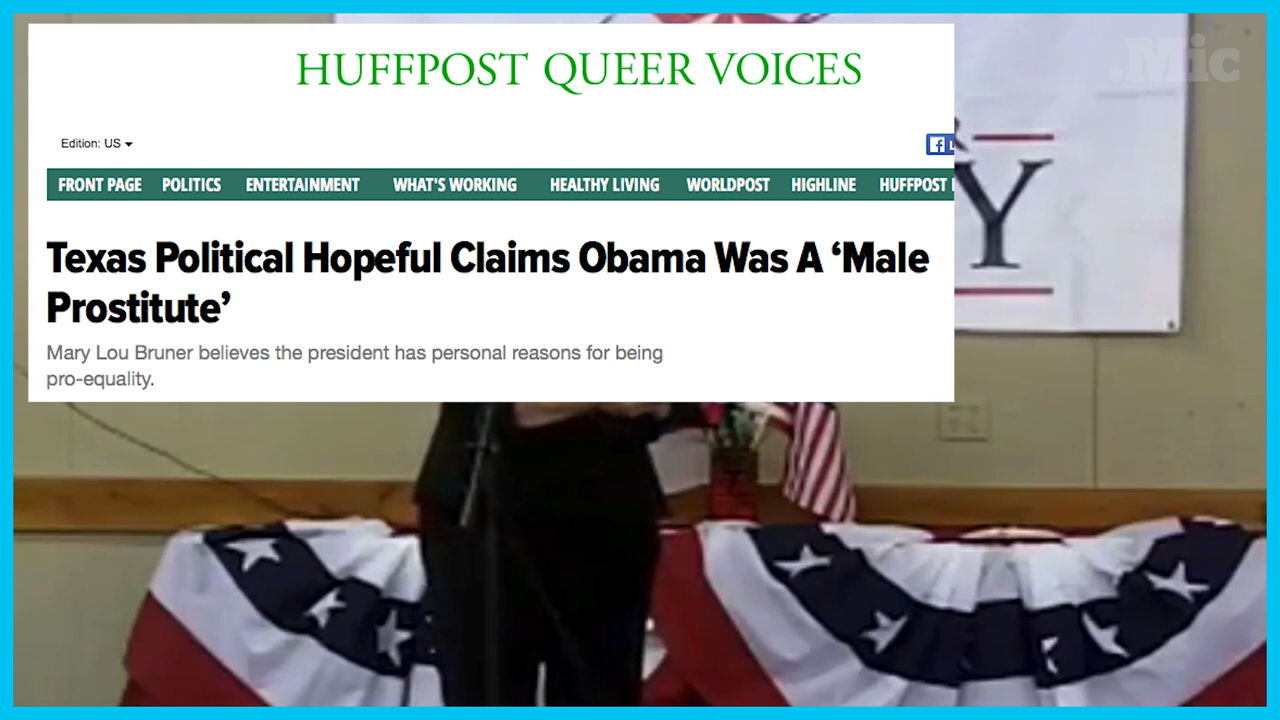 HUFFPOST QUEER VOICES
.Mic
Edition: US
FRONT PAGE POLITICS ENTERTAINMENT WHAT'S WORKING HEALTHY LIVING WORLDPOST HIGHLINE HUFFPOST
Texas Political Hopeful Claims Obama Was A ‘Male
Prostitute’
Mary Lou Bruner believes the president has personal reasons for being
pro-equality.